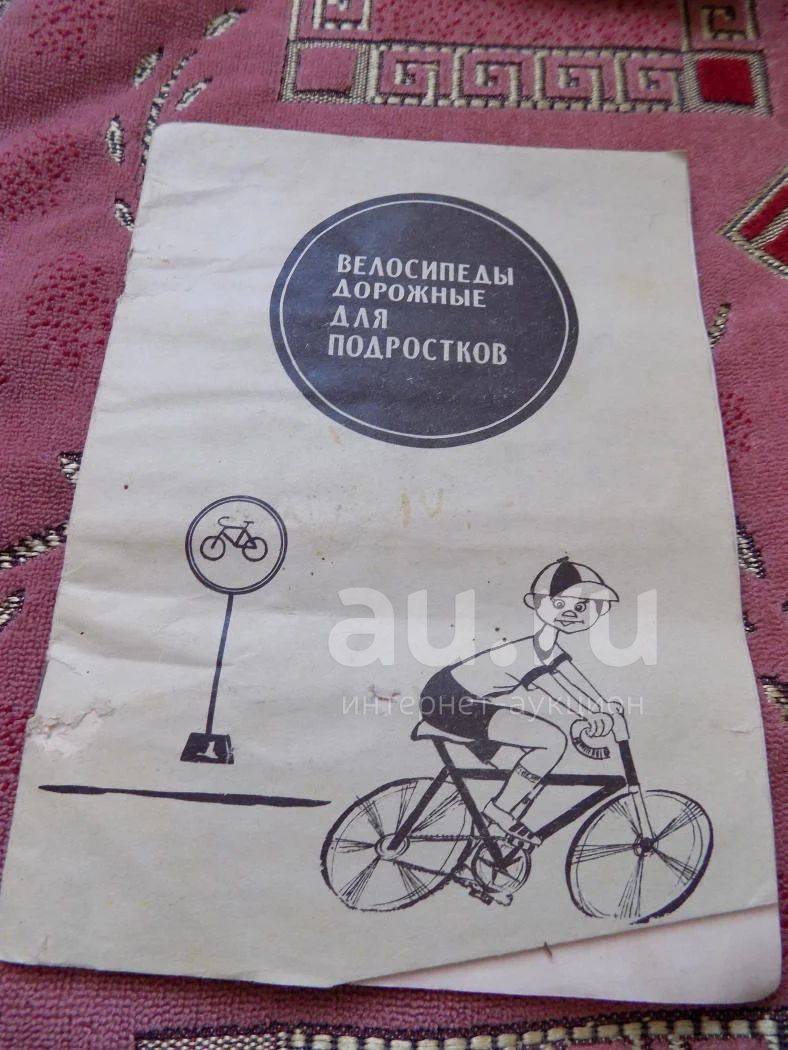 ВЕЛОСИПЕДЫ
ДОРОЖНЫЕ
ДЛЯ
ПОДРОСТКОВ
au.ru
интернет-аукцион